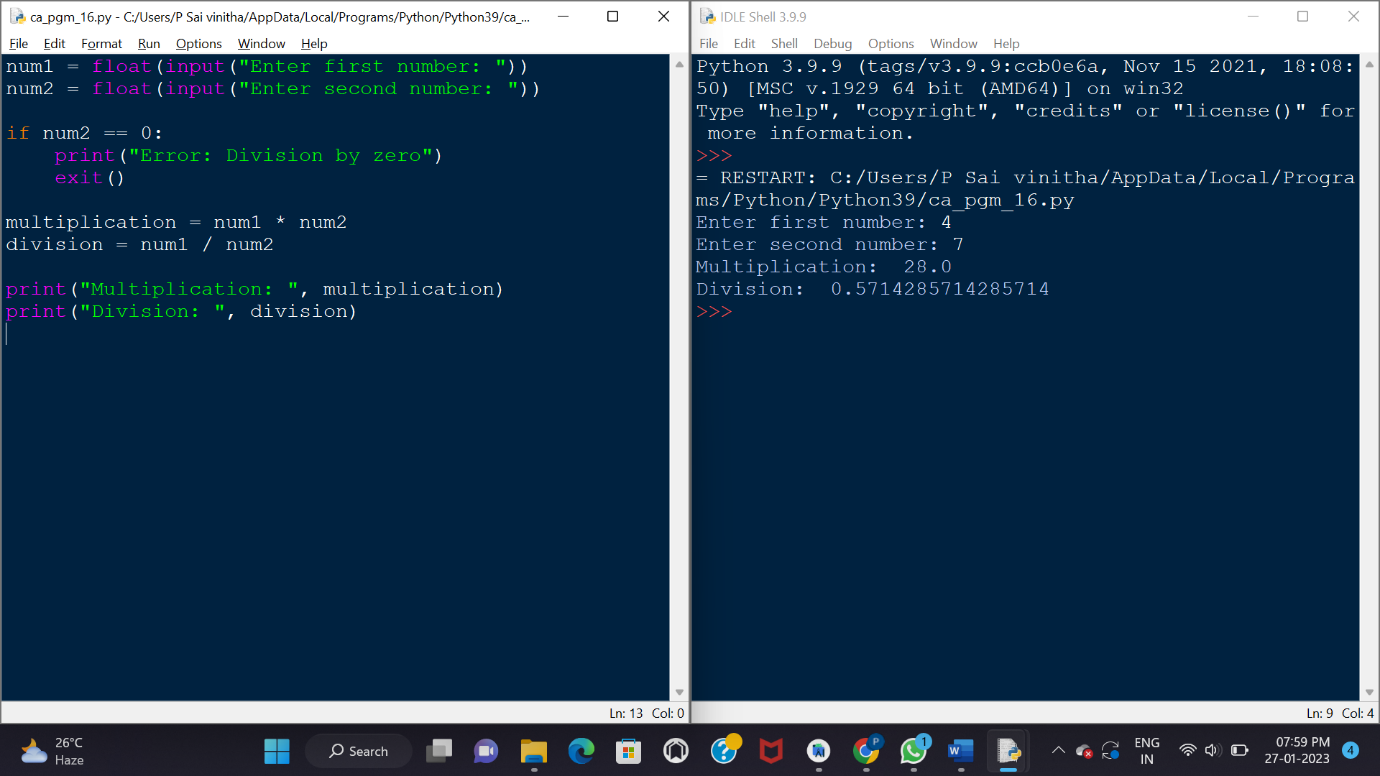 ca_pgm_16.py - C:/Users/P Sai vinitha/AppData/Local/Programs/Python/Python39/ca_...
File Edit Format Run Options Window Help
num1 = float(input("Enter first number: "))
num2 = float(input("Enter second number: "))
if num2 == 0:
    print("Error: Division by zero")
    exit()
multiplication = num1 * num2
division = num1 / num2
print("Multiplication: ", multiplication)
print("Division: ", division)
Ln: 13 Col: 0
IDLE Shell 3.9.9
File Edit Shell Debug Options Window Help
Python 3.9.9 (tags/v3.9.9:ccb0e6a, Nov 15 2021, 18:08:
50) [MSC v.1929 64 bit (AMD64)] on win32
Type "help", "copyright", "credits" or "license()" for
 more information.
>>>
= RESTART: C:/Users/P Sai vinitha/AppData/Local/Progra
ms/Python/Python39/ca_pgm_16.py
Enter first number: 4
Enter second number: 7
Multiplication:  28.0
Division:  0.5714285714285714
>>>
Ln: 9 Col: 4
26°C
Haze
Search
P
1
W
ENG
IN
07:59 PM
27-01-2023
4